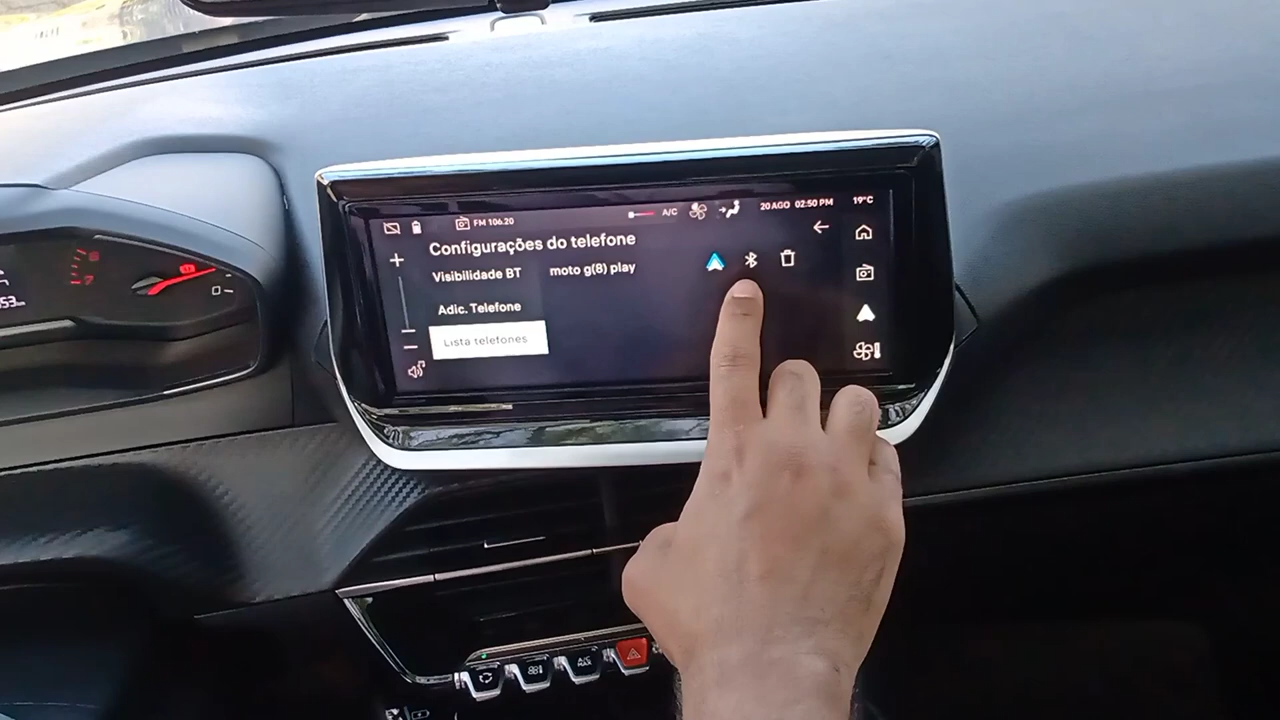 FM 106.20
A/C
20 AGO 02:50 PM
19°C
Configurações do telefone
Visibilidade BT
moto g(8) play
Adic. Telefone
Lista telefones
A/C
MAX